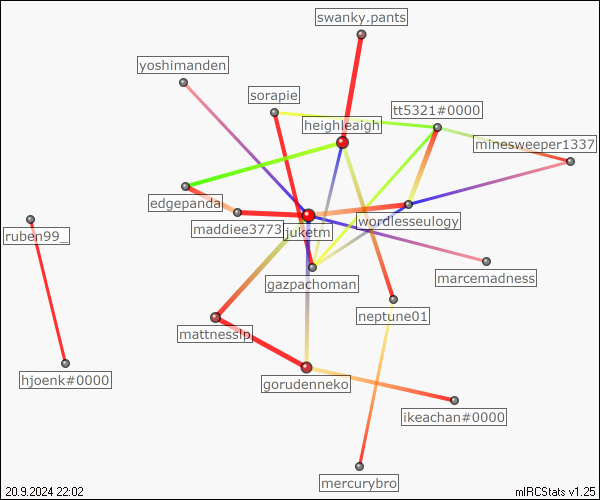 swanky.pants
yoshimanden
sorapie
tt5321#0000
heighleaigh
minesweeper1337
edgepanda
wordlesseulogy
maddiee3773
juketm
ruben99_
marcemadness
gazpachoman
neptune01
mattnessfp
hjoenk#0000
gorudenneko
ikeachan#0000
mercurybro
20.9.2024 22:02
mIRCStats v1.25